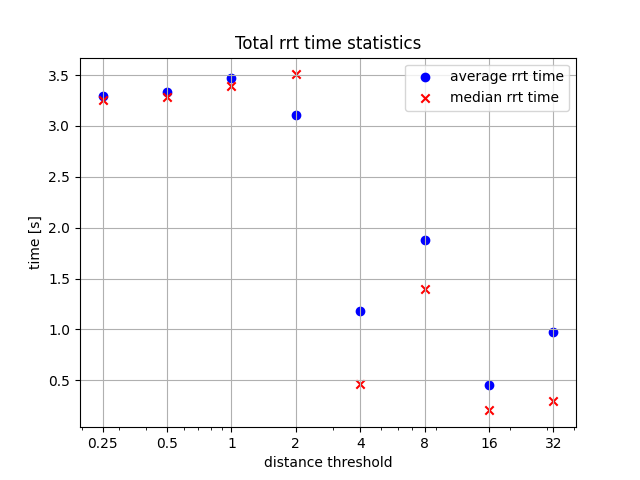 Total rrt time statistics
average rrt time
median rrt time
3.5
3.0
2.5
2.0
1.5
1.0
0.5
time [s]
0.25 0.5 1 2 4 8 16 32
distance threshold